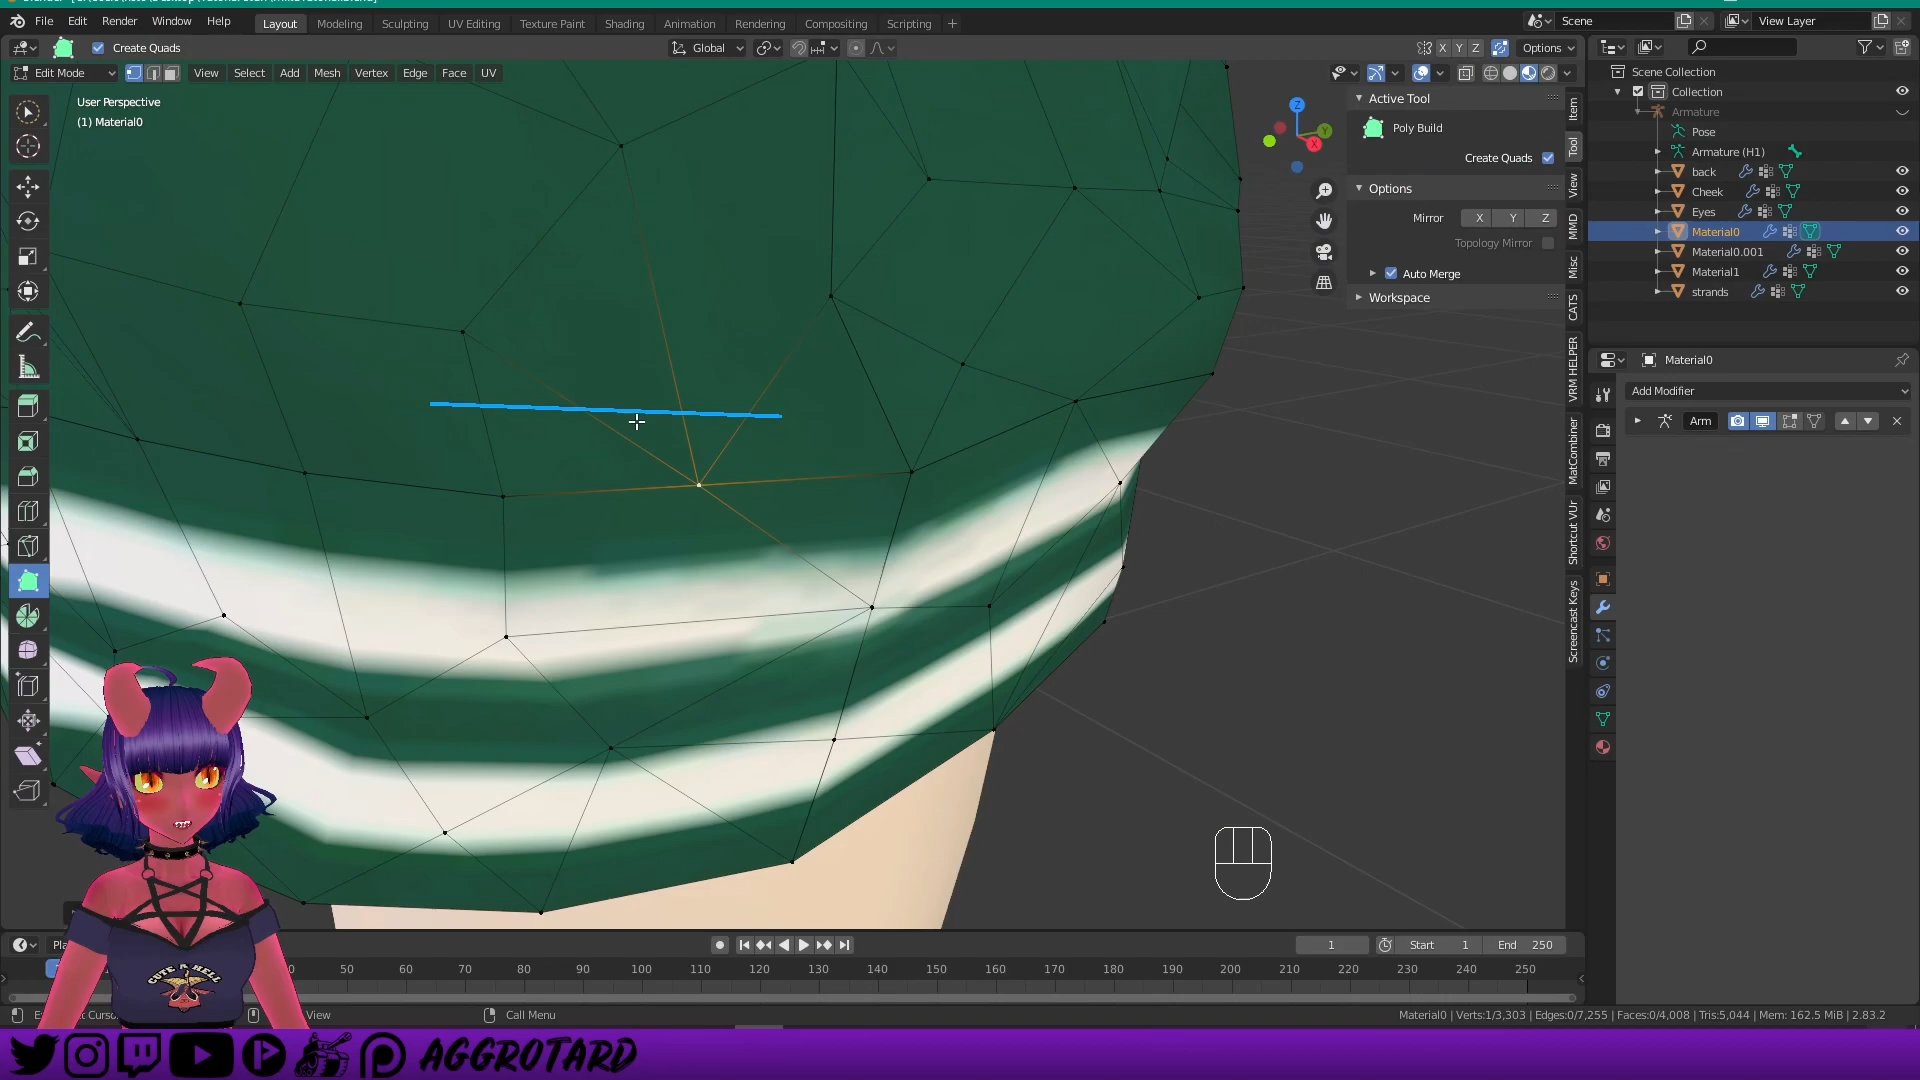 File Edit Render Window Help Layout Modeling Sculpting UV Editing Texture Paint Shading Animation Rendering Compositing Scripting + Scene View Layer
Create Quads Global X Y Z Options
Edit Mode View Select Add Mesh Vertex Edge Face UV
User Perspective
(1) Material0
Active Tool
Poly Build
Create Quads
Options
Mirror X Y Z
Topology Mirror
Auto Merge
Workspace
Item
Tool
View
MMD
Misc
CATS
VRM HELPER
MatCombiner
Shortcut VUr
Screencast Keys
Z
Y
X
Scene Collection
Collection
Armature
Pose
Armature (H1)
back
Cheek
Eyes
Material0
Material0.001
Material1
strands
Material0
Add Modifier
Arm
CUTE A HELL
1 Start 1 End 250
50 60 70 80 90 100 110 120 130 140 150 160 170 180 190 200 210 220 230 240 250
View Call Menu Material0 | Verts:1/3,303 | Edges:0/7,255 | Faces:0/4,008 | Tris:5,044 | Mem: 162.5 MiB | 2.83.2
AGGROTARD